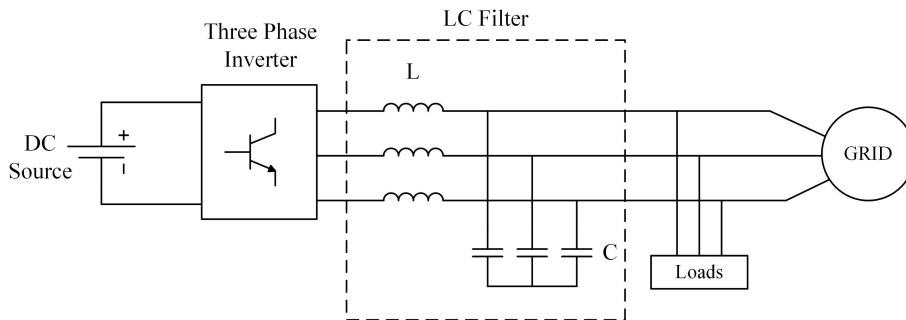 LC Filter
Three Phase
Inverter
L
DC
Source
+
−
GRID
C
Loads